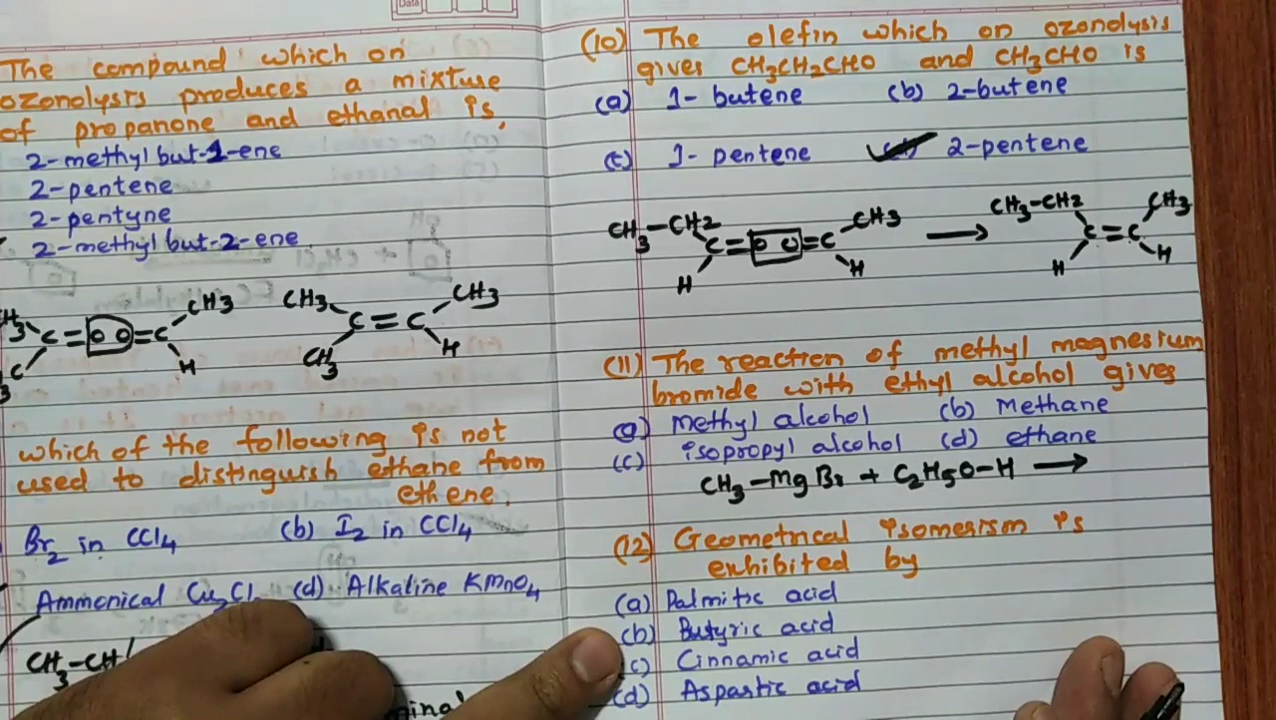 Data
The compound which on
ozonolysis produces a mixture
of propanone and ethanal is,
2-methyl but-1-ene
2-pentene
2-pentyne
2-methyl but-2-ene
C=O O=C CH3 H
CH3 CH3 C=C CH3 H
which of the following is not
used to distinguish ethane from
ethene.
Br2 in CCl4 (b) I2 in CCl4
Ammonical (d) Alkaline KMnO4
(10) The olefin which on ozonolysis
gives CH3CH2CHO and CH3CHO is
(a) 1-butene (b) 2-butene
(c) 1-pentene 2-pentene
CH3-CH2 H C=O O=C CH3 H → CH3-CH2 H C=C CH3 H
(11) The reaction of methyl magnesium
bromide with ethyl alcohol gives
(a) methyl alcohol (b) Methane
(c) isopropyl alcohol (d) ethane
CH3-MgBr + C2H5O-H →
(12) Geometrical isomerism is
exhibited by
(a) Palmitic acid
(b) Butyric acid
(c) Cinnamic acid
(d) Aspartic acid